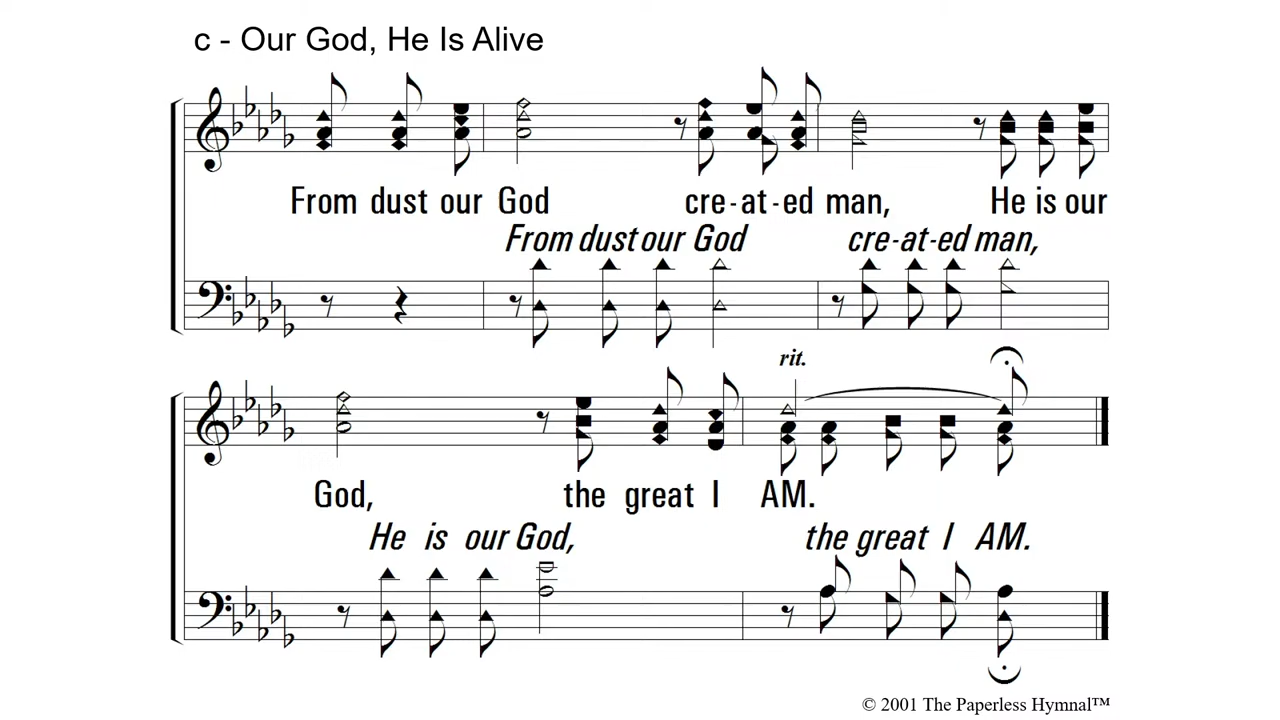 c - Our God, He Is Alive
From dust our God cre - at - ed man, He is our
From dust our God cre - at - ed man,
rit.
God, the great I AM.
He is our God, the great I AM.
© 2001 The Paperless Hymnal™